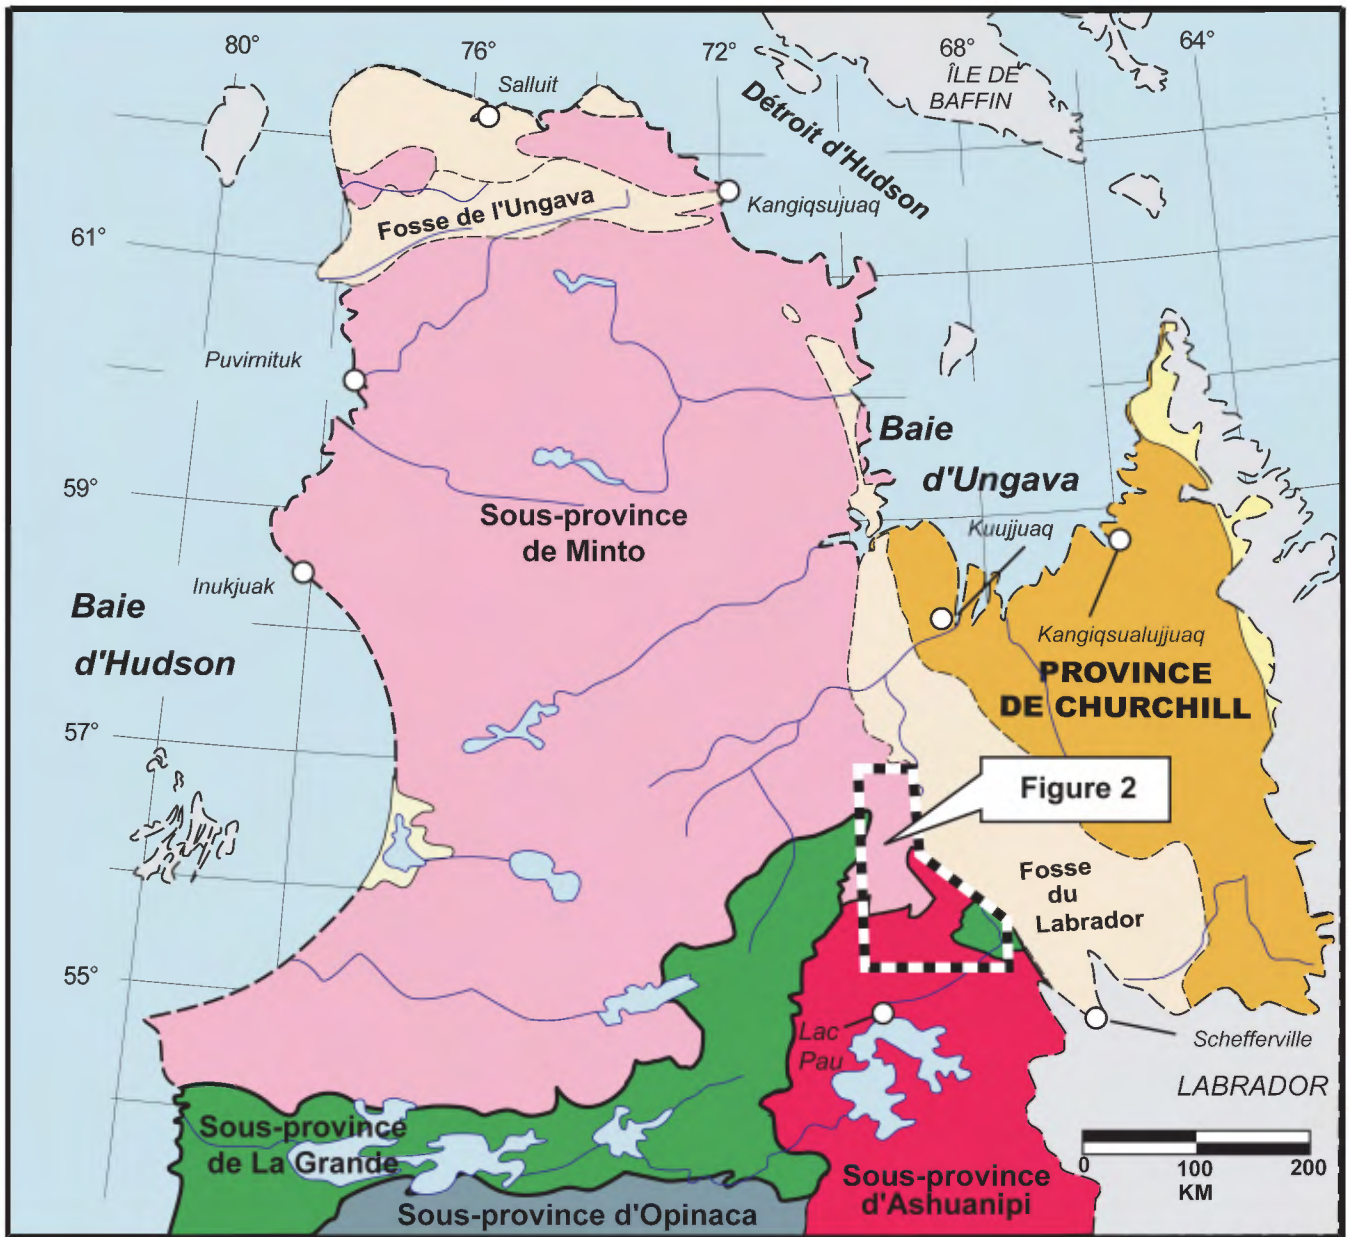 80°
76°
72°
68°
64°
Salluit
ÎLE DE
BAFFIN
Détroit d'Hudson
Kangiqsujuaq
Fosse de l'Ungava
61°
Puvirnituk
Baie
d'Ungava
59°
Sous-province
de Minto
Kuujjuaq
Inukjuak
Baie
d'Hudson
Kangiqsualujjuaq
PROVINCE
DE CHURCHILL
57°
Figure 2
Fosse
du
Labrador
55°
Lac
Pau
Schefferville
LABRADOR
Sous-province
de La Grande
0
100
200
KM
Sous-province
d'Ashuanipi
Sous-province d'Opinaca